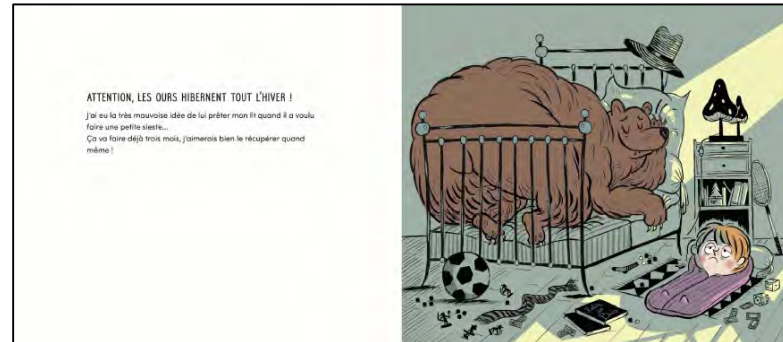 ATTENTION, LES OURS HIBERNENT TOUT L'HIVER !
J'ai eu la très mauvaise idée de lui prêter mon lit quand il a voulu
faire une petite sieste...
Ça va faire déjà trois mois, j'aimerais bien le récupérer quand
même !